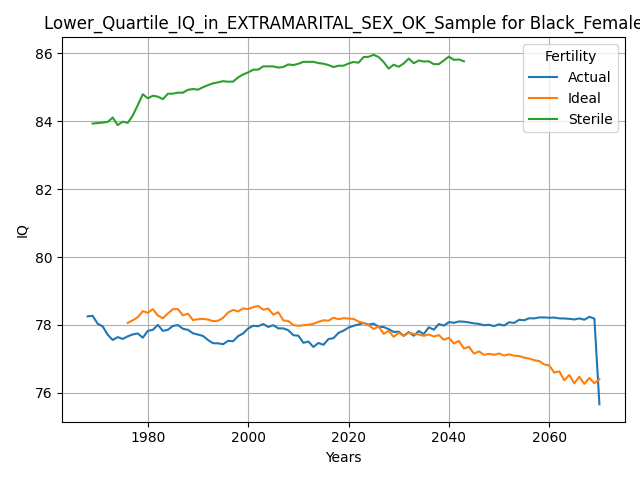 Lower_Quartile_IQ_in_EXTRAMARITAL_SEX_OK_Sample for Black_Female
Fertility
Actual
Ideal
Sterile
86
84
82
80
78
76
IQ
1980
2000
2020
2040
2060
Years